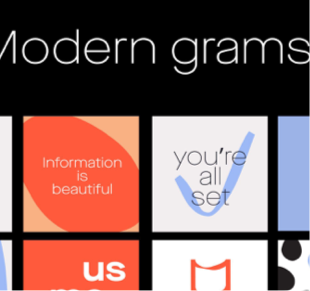 Modern grams
Information
is
beautiful
you're
all
set
us